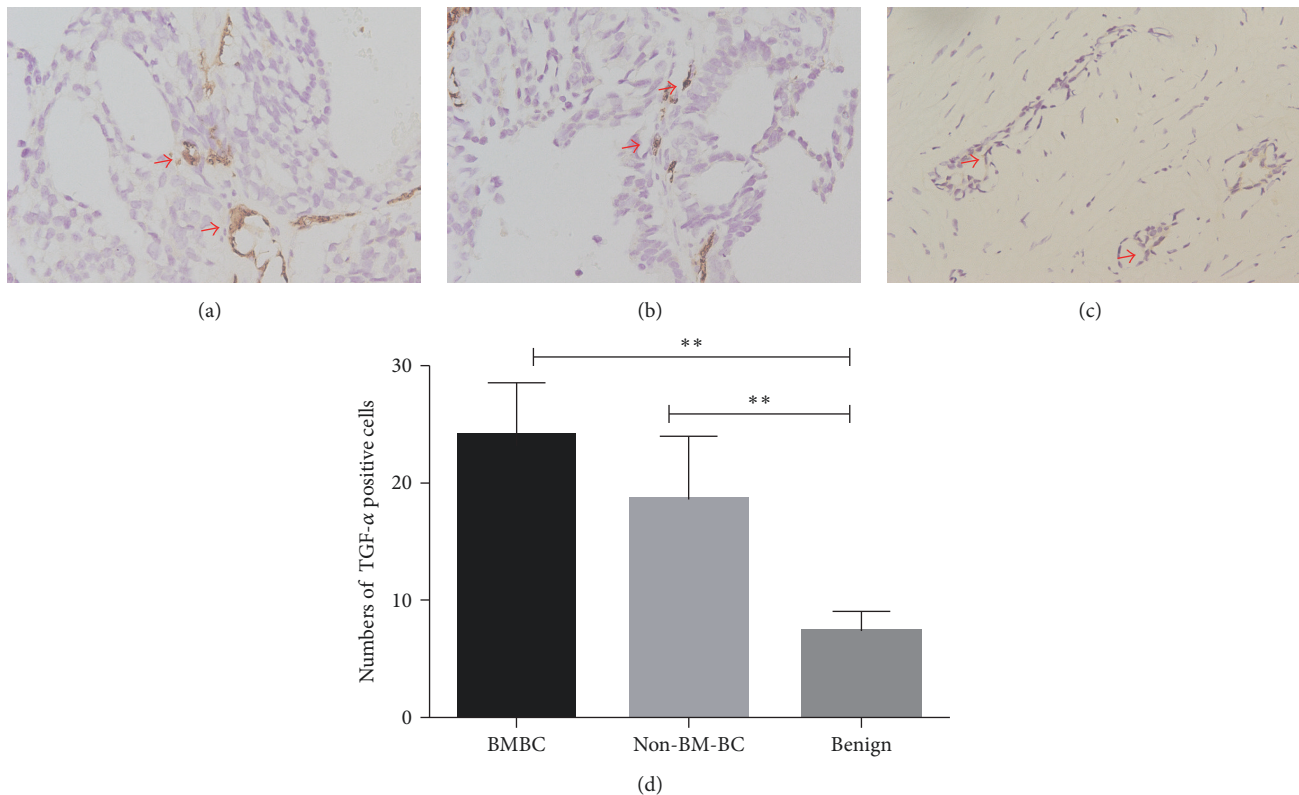 (a)
(b)
(c)
**
**
30
20
10
0
Numbers of TGF-α positive cells
BMBC
Non-BM-BC
Benign
(d)